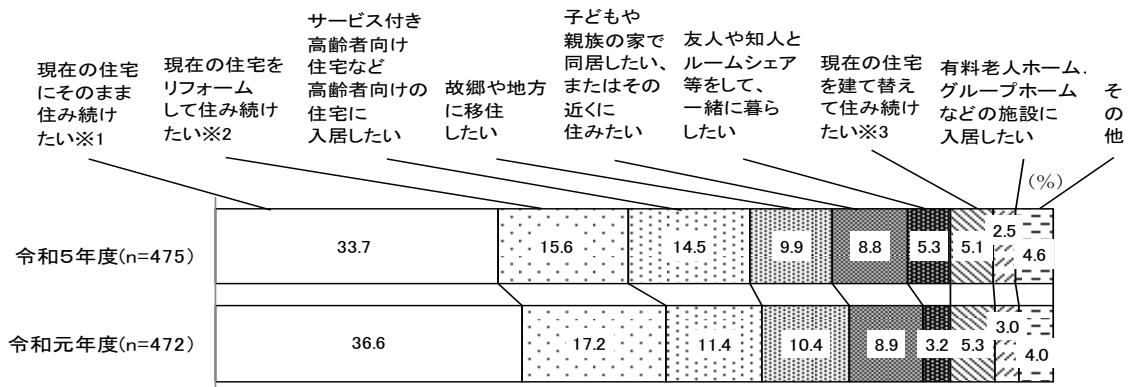 現在の住宅
にそのまま
住み続け
たい※1
現在の住宅を
リフォーム
して住み続け
たい※2
サービス付き
高齢者向け
住宅など
高齢者向けの
住宅に
入居したい
故郷や地方
に移住
したい
子どもや
親族の家で
同居したい、
またはその
近くに
住みたい
友人や知人と
ルームシェア
等をして、
一緒に暮ら
したい
現在の住宅
を建て替え
て住み続け
たい※3
有料老人ホーム、
グループホーム
などの施設に
入居したい
その他
(%)
令和5年度(n=475)
33.7
15.6
14.5
9.9
8.8
5.3
5.1
2.5
4.6
令和元年度(n=472)
36.6
17.2
11.4
10.4
8.9
3.2
5.3
3.0
4.0